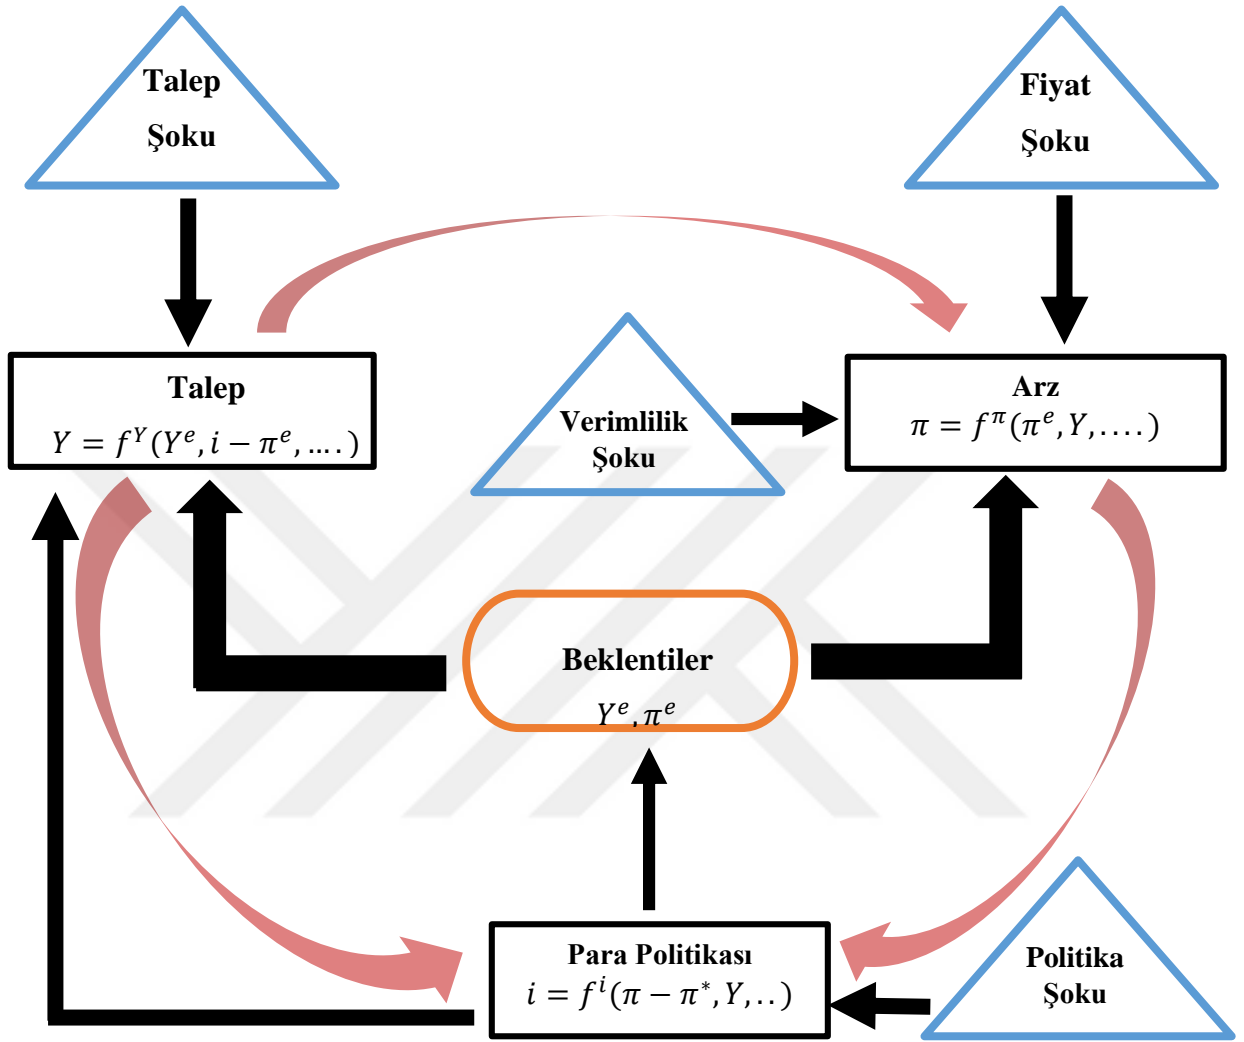 Talep
Şoku
Fiyat
Şoku
Talep
Y = f^Y(Y^e, i − π^e, … . )
Verimlilik
Şoku
Arz
π = f^π(π^e, Y, . . . . )
Beklentiler
Y^e, π^e
Para Politikası
i = f^i(π − π^*, Y, . . )
Politika
Şoku